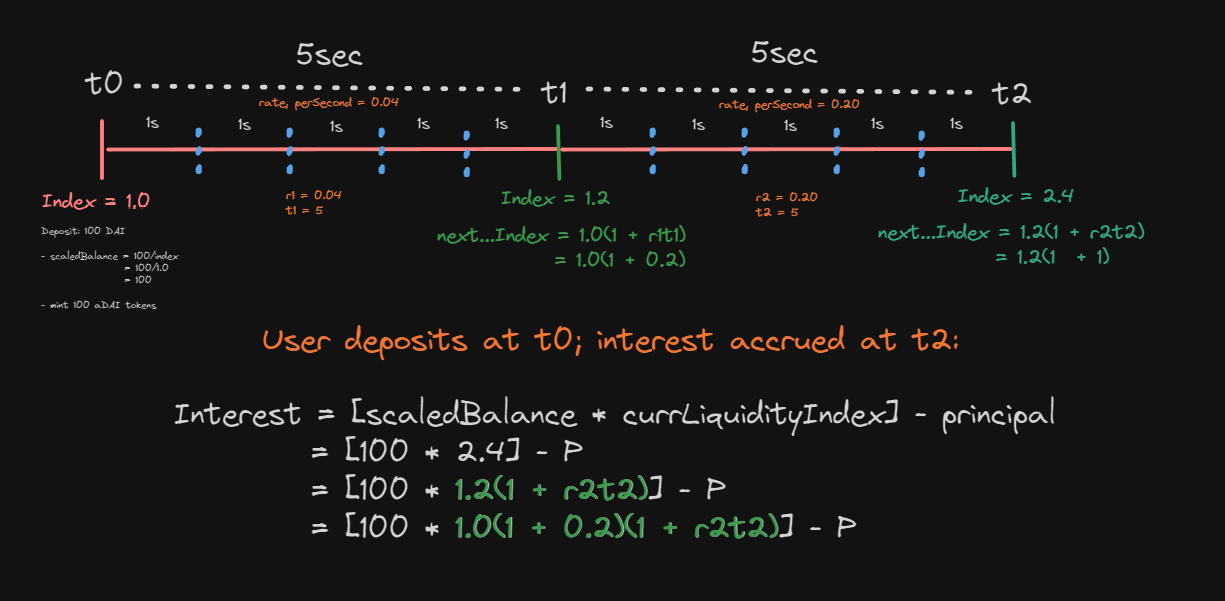 5sec
5sec
t0
t1
t2
rate, perSecond = 0.04
rate, perSecond = 0.20
1s
1s
1s
1s
1s
1s
1s
1s
1s
1s
Index = 1.0
Deposit: 100 DAI
- scaledBalance = 100/index
= 100/1.0
= 100
- mint 100 aDAI tokens
r1 = 0.04
t1 = 5
Index = 1.2
next...Index = 1.0(1 + r1t1)
= 1.0(1 + 0.2)
r2 = 0.20
t2 = 5
Index = 2.4
next...Index = 1.2(1 + r2t2)
= 1.2(1 + 1)
User deposits at t0; interest accrued at t2:
Interest = [scaledBalance * currLiquidityIndex] - principal
= [100 * 2.4] - P
= [100 * 1.2(1 + r2t2)] - P
= [100 * 1.0(1 + 0.2)(1 + r2t2)] - P